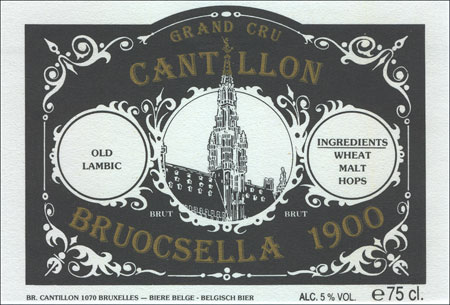 GRAND CRU
CANTILLON
OLD
LAMBIC
INGREDIENTS
WHEAT
MALT
HOPS
BRUT
BRUT
BRUOCSELLA 1900
BR. CANTILLON 1070 BRUXELLES — BIERE BELGE - BELGISCH BIER
ALC. 5 % VOL.
e 75 cl.